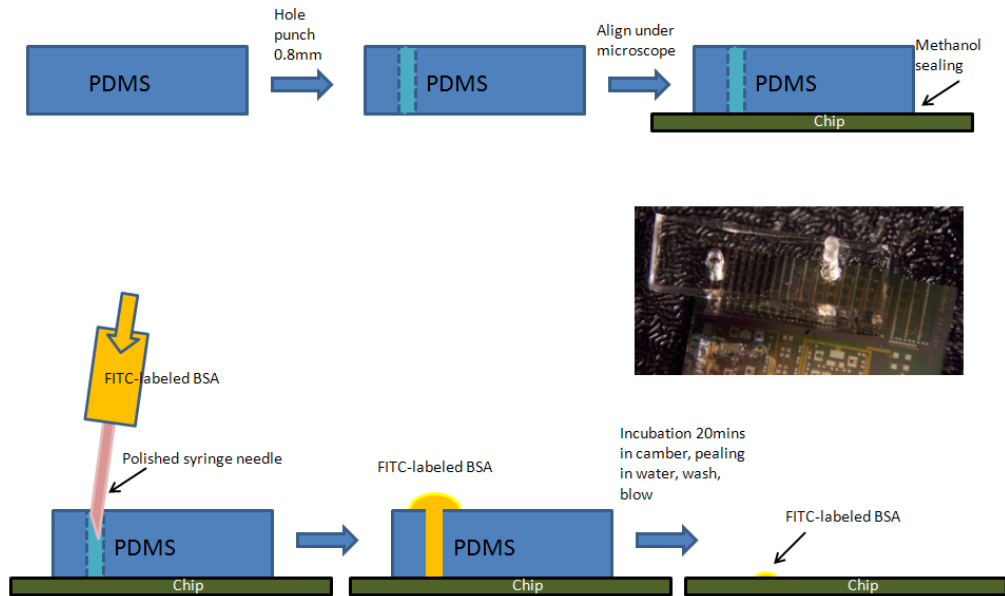 Hole
punch
0.8mm
Align under
microscope
Methanol
sealing
PDMS
PDMS
PDMS
Chip
FITC-labeled BSA
Polished syringe needle
FITC-labeled BSA
Incubation 20mins
in camber, pealing
in water, wash,
blow
FITC-labeled BSA
PDMS
PDMS
Chip
Chip
Chip